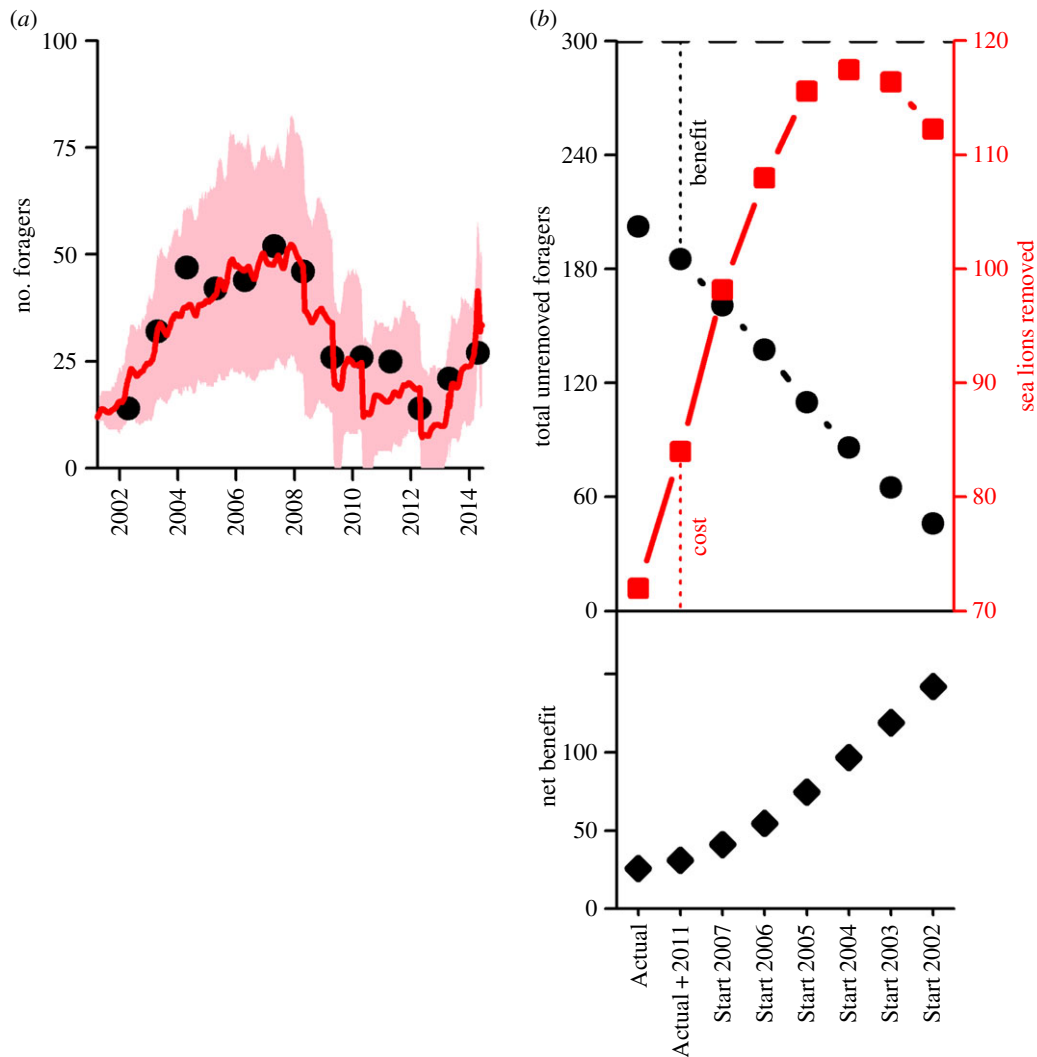 (a)
100
75
50
25
0
no. foragers
2002
2004
2006
2008
2010
2012
2014
(b)
300
240
180
120
60
0
total unremoved foragers
benefit
cost
120
110
100
90
80
70
sea lions removed
100
50
0
net benefit
Actual
Actual + 2011
Start 2007
Start 2006
Start 2005
Start 2004
Start 2003
Start 2002